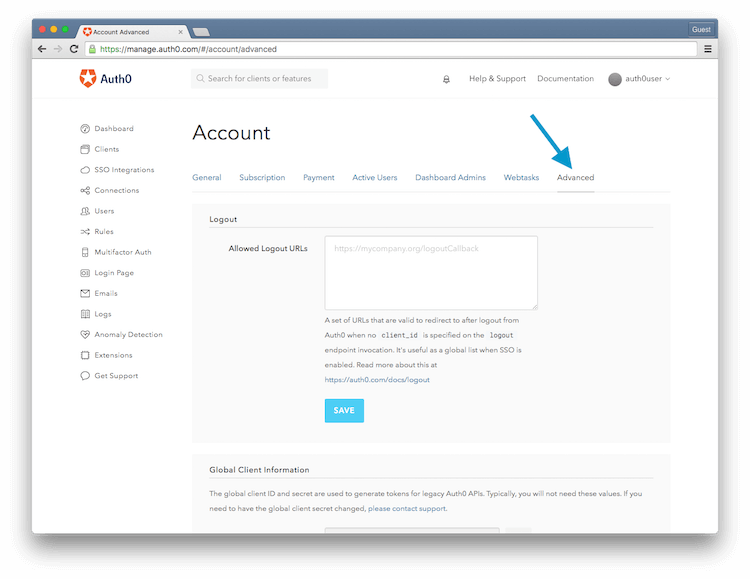 Account Advanced
Guest
https://manage.auth0.com/#/account/advanced
Auth0
Search for clients or features
Help & Support
Documentation
auth0user
Dashboard
Clients
SSO Integrations
Connections
Users
Rules
Multifactor Auth
Login Page
Emails
Logs
Anomaly Detection
Extensions
Get Support
Account
General
Subscription
Payment
Active Users
Dashboard Admins
Webtasks
Advanced
Logout
Allowed Logout URLs
https://mycompany.org/logoutCallback
A set of URLs that are valid to redirect to after logout from
Auth0 when no client_id is specified on the logout
endpoint invocation. It's useful as a global list when SSO is
enabled. Read more about this at
https://auth0.com/docs/logout
SAVE
Global Client Information
The global client ID and secret are used to generate tokens for legacy Auth0 APIs. Typically, you will not need these values. If you
need to have the global client secret changed, please contact support.